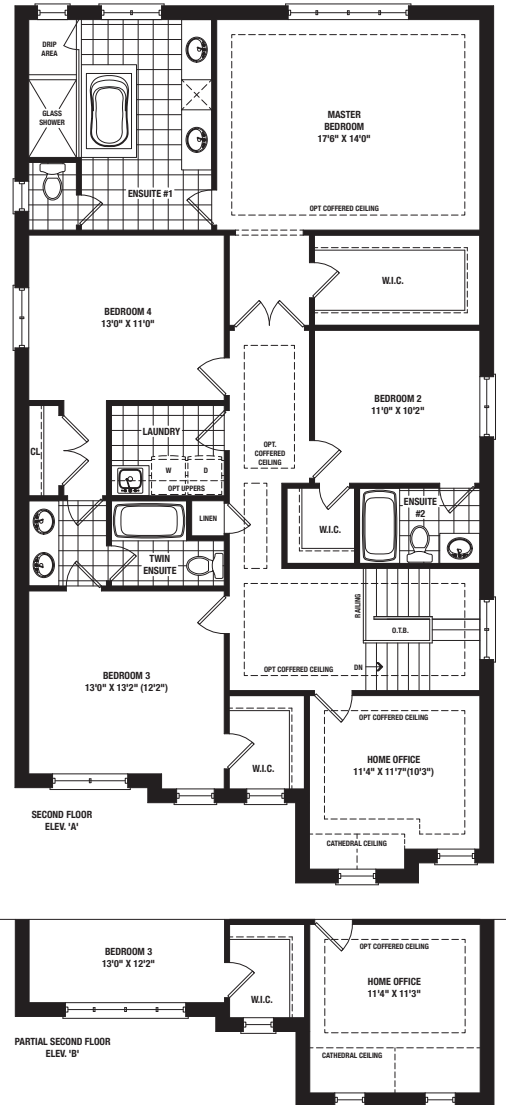 DRIP
AREA
GLASS
SHOWER
ENSUITE #1
MASTER
BEDROOM
17'6" X 14'0"
OPT COFFERED CEILING
W.I.C.
BEDROOM 4
13'0" X 11'0"
BEDROOM 2
11'0" X 10'2"
CL.
LAUNDRY
W
D
OPT UPPERS
OPT.
COFFERED
CEILING
LINEN
W.I.C.
ENSUITE
#2
TWIN
ENSUITE
RAILING
O.T.B.
DN
OPT COFFERED CEILING
BEDROOM 3
13'0" X 13'2" (12'2")
W.I.C.
OPT COFFERED CEILING
HOME OFFICE
11'4" X 11'7"(10'3")
CATHEDRAL CEILING
SECOND FLOOR
ELEV. 'A'
BEDROOM 3
13'0" X 12'2"
W.I.C.
OPT COFFERED CEILING
HOME OFFICE
11'4" X 11'3"
CATHEDRAL CEILING
PARTIAL SECOND FLOOR
ELEV. 'B'